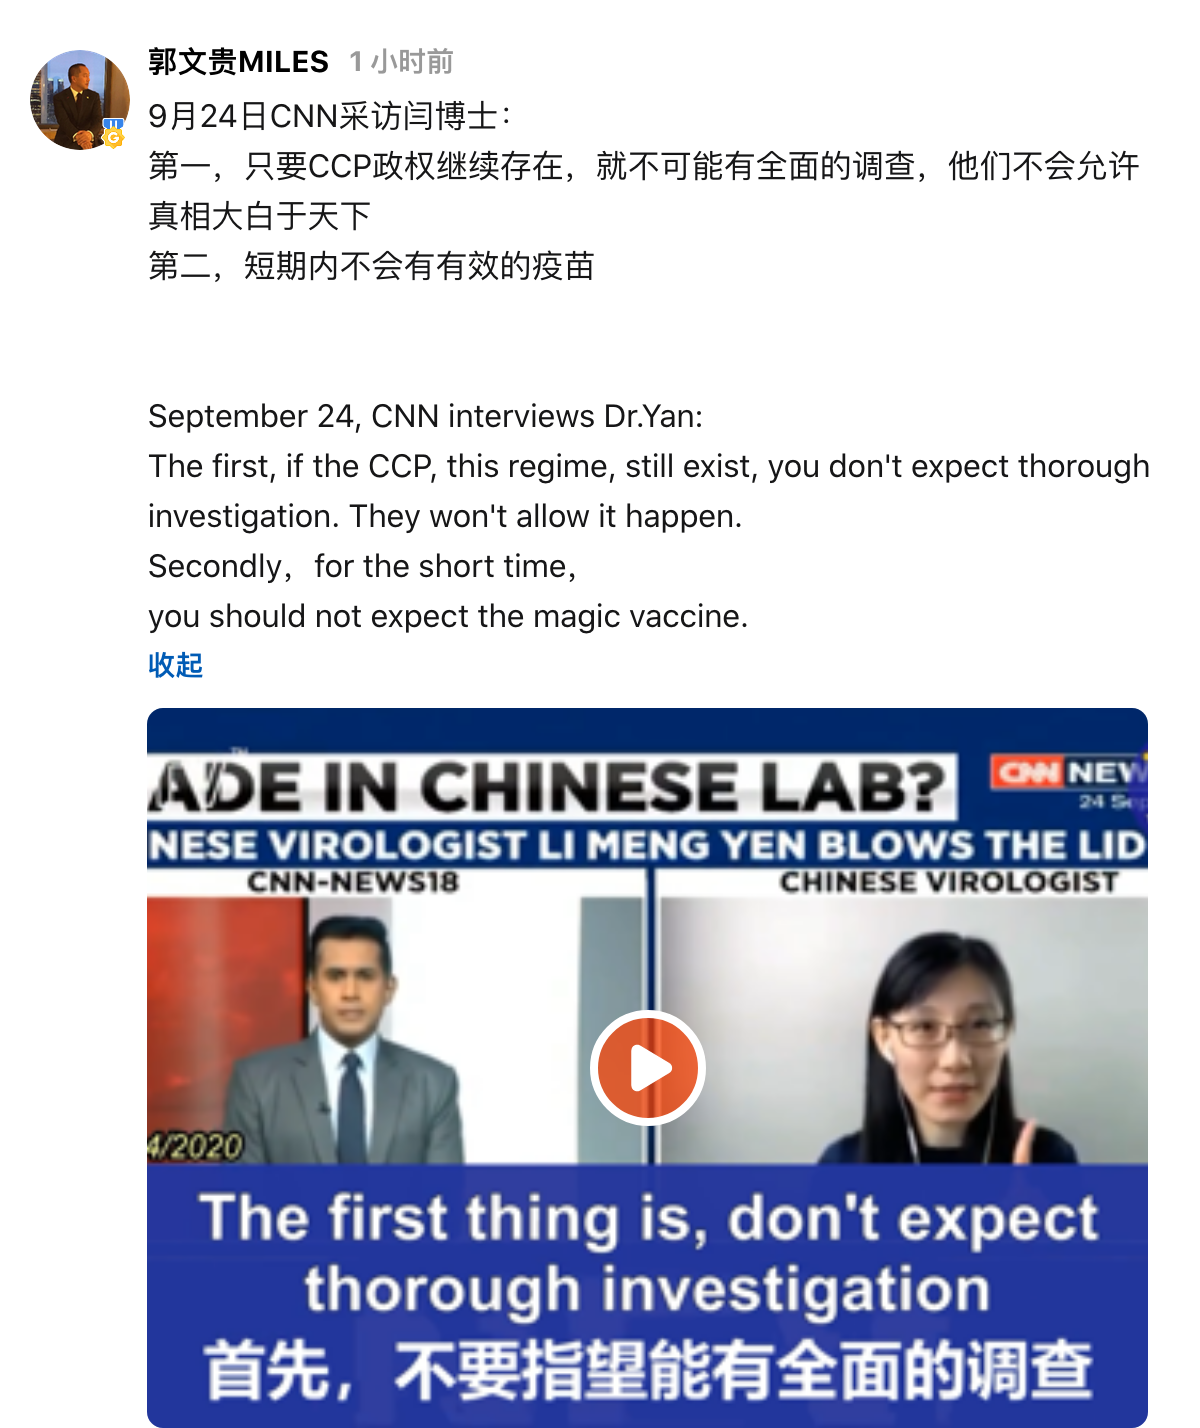 郭文贵MILES 1 小时前
9月24日CNN采访闫博士：
第一，只要CCP政权继续存在，就不可能有全面的调查，他们不会允许
真相大白于天下
第二，短期内不会有有效的疫苗
September 24, CNN interviews Dr.Yan:
The first, if the CCP, this regime, still exist, you don't expect thorough
investigation. They won't allow it happen.
Secondly，for the short time，
you should not expect the magic vaccine.
收起
ADE IN CHINESE LAB?
CNN NEW
24 Sep
NESE VIROLOGIST LI MENG YEN BLOWS THE LID
CNN-NEWS18
CHINESE VIROLOGIST
4/2020
The first thing is, don't expect
thorough investigation
首先，不要指望能有全面的调查